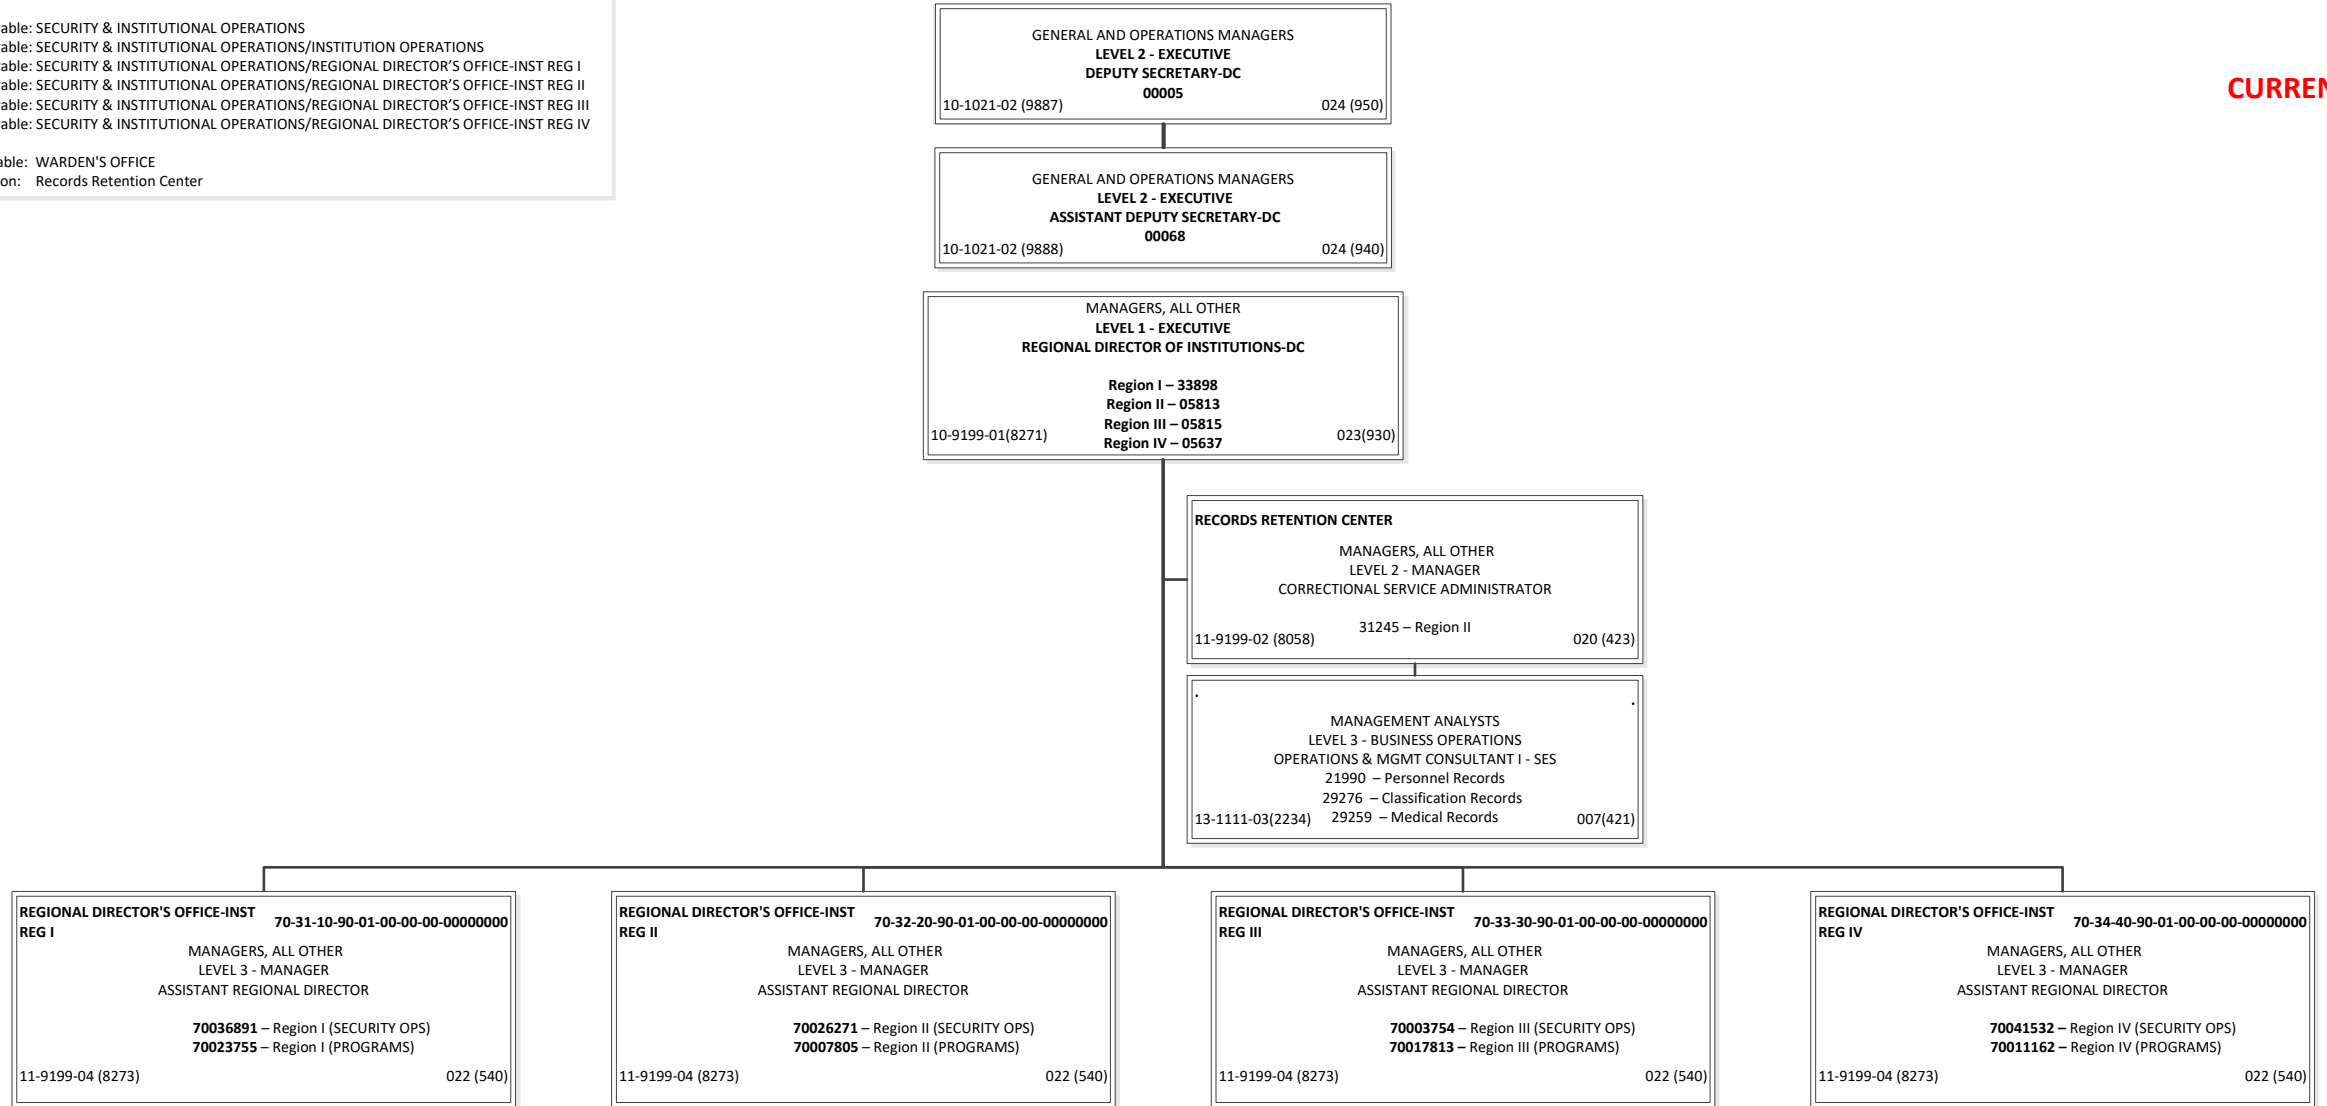 able: SECURITY & INSTITUTIONAL OPERATIONS
able: SECURITY & INSTITUTIONAL OPERATIONS/INSTITUTION OPERATIONS
able: SECURITY & INSTITUTIONAL OPERATIONS/REGIONAL DIRECTOR’S OFFICE-INST REG I
able: SECURITY & INSTITUTIONAL OPERATIONS/REGIONAL DIRECTOR’S OFFICE-INST REG II
able: SECURITY & INSTITUTIONAL OPERATIONS/REGIONAL DIRECTOR’S OFFICE-INST REG III
able: SECURITY & INSTITUTIONAL OPERATIONS/REGIONAL DIRECTOR’S OFFICE-INST REG IV
able: WARDEN'S OFFICE
on: Records Retention Center
CURREN
GENERAL AND OPERATIONS MANAGERS
LEVEL 2 - EXECUTIVE
DEPUTY SECRETARY-DC
00005
10-1021-02 (9887) 024 (950)
GENERAL AND OPERATIONS MANAGERS
LEVEL 2 - EXECUTIVE
ASSISTANT DEPUTY SECRETARY-DC
00068
10-1021-02 (9888) 024 (940)
MANAGERS, ALL OTHER
LEVEL 1 - EXECUTIVE
REGIONAL DIRECTOR OF INSTITUTIONS-DC
Region I – 33898
Region II – 05813
Region III – 05815
Region IV – 05637
10-9199-01(8271) 023(930)
RECORDS RETENTION CENTER
MANAGERS, ALL OTHER
LEVEL 2 - MANAGER
CORRECTIONAL SERVICE ADMINISTRATOR
31245 – Region II
11-9199-02 (8058) 020 (423)
. .
MANAGEMENT ANALYSTS
LEVEL 3 - BUSINESS OPERATIONS
OPERATIONS & MGMT CONSULTANT I - SES
21990 – Personnel Records
29276 – Classification Records
29259 – Medical Records
13-1111-03(2234) 007(421)
REGIONAL DIRECTOR'S OFFICE-INST
REG I
70-31-10-90-01-00-00-00-00000000
MANAGERS, ALL OTHER
LEVEL 3 - MANAGER
ASSISTANT REGIONAL DIRECTOR
70036891 – Region I (SECURITY OPS)
70023755 – Region I (PROGRAMS)
11-9199-04 (8273) 022 (540)
REGIONAL DIRECTOR'S OFFICE-INST
REG II
70-32-20-90-01-00-00-00-00000000
MANAGERS, ALL OTHER
LEVEL 3 - MANAGER
ASSISTANT REGIONAL DIRECTOR
70026271 – Region II (SECURITY OPS)
70007805 – Region II (PROGRAMS)
11-9199-04 (8273) 022 (540)
REGIONAL DIRECTOR'S OFFICE-INST
REG III
70-33-30-90-01-00-00-00-00000000
MANAGERS, ALL OTHER
LEVEL 3 - MANAGER
ASSISTANT REGIONAL DIRECTOR
70003754 – Region III (SECURITY OPS)
70017813 – Region III (PROGRAMS)
11-9199-04 (8273) 022 (540)
REGIONAL DIRECTOR'S OFFICE-INST
REG IV
70-34-40-90-01-00-00-00-00000000
MANAGERS, ALL OTHER
LEVEL 3 - MANAGER
ASSISTANT REGIONAL DIRECTOR
70041532 – Region IV (SECURITY OPS)
70011162 – Region IV (PROGRAMS)
11-9199-04 (8273) 022 (540)